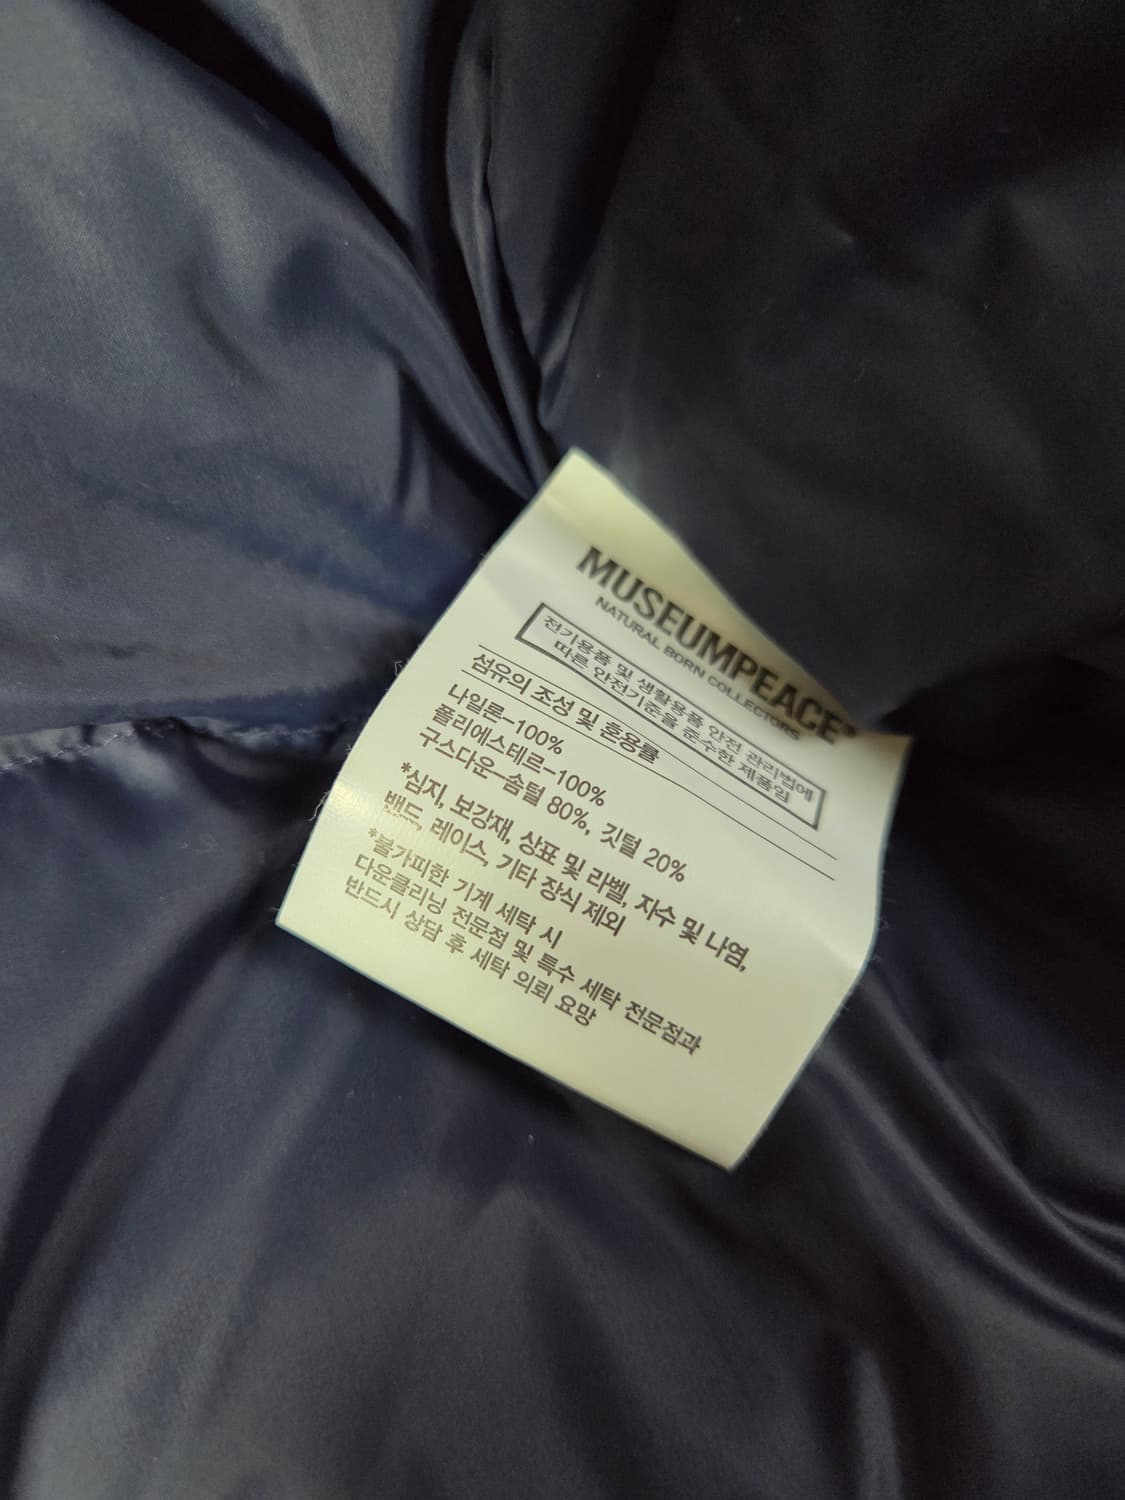 MUSEUMPEACE®
NATURAL BORN COLLECTORS
전기용품 및 생활용품 안전 관리법에
따른 안전기준을 준수한 제품임
섬유의 조성 및 혼용률
나일론-100%
폴리에스테르-100%
구스다운-솜털 80%, 깃털 20%
*심지, 보강재, 상표 및 라벨, 자수 및 나염,
밴드, 레이스, 기타 장식 제외
*불가피한 기계 세탁 시
다운클리닝 전문점 및 특수 세탁 전문점과
반드시 상담 후 세탁 의뢰 요망